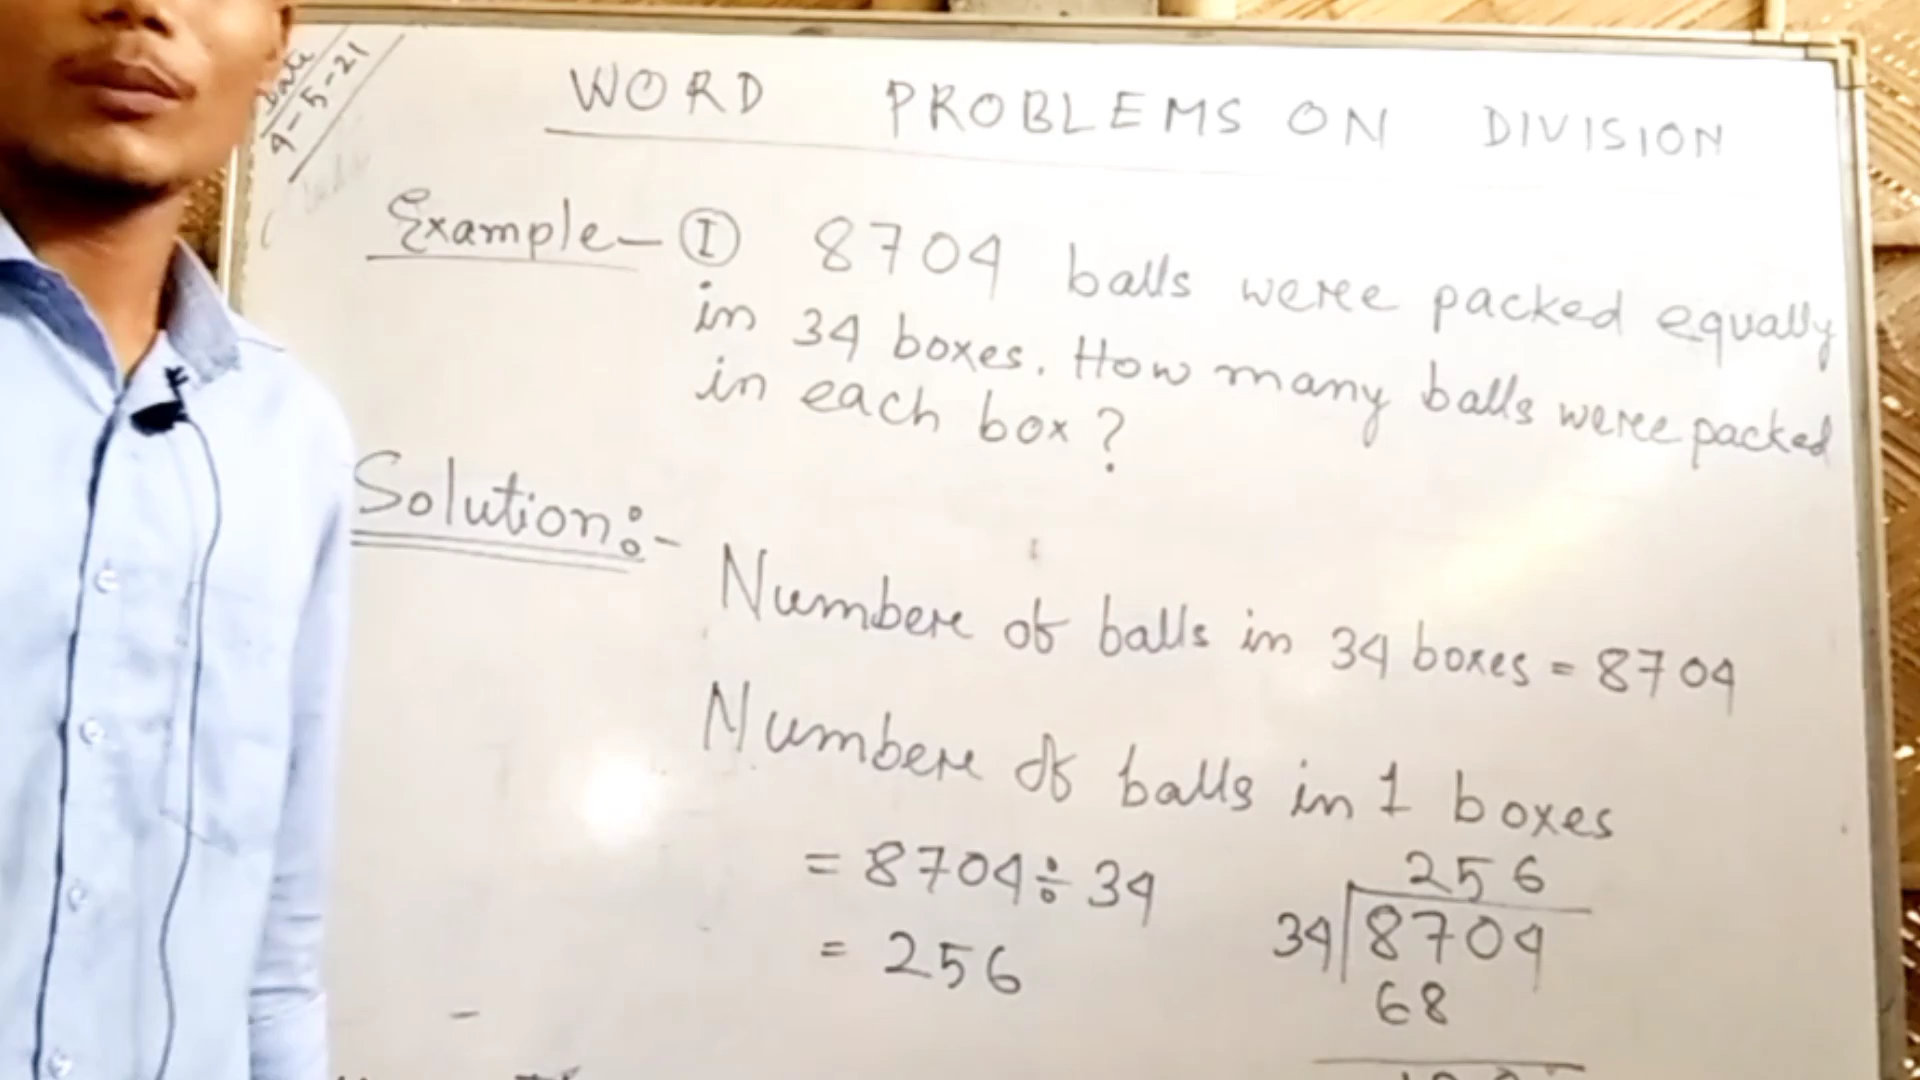 Date
4-5-21
WORD PROBLEMS ON DIVISION
Example- (I) 8704 balls were packed equally
in 34 boxes. How many balls were packed
in each box?
Solution:-
Number of balls in 34 boxes = 8704
Number of balls in 1 boxes
= 8704 ÷ 34
= 256
256
34 8704
68